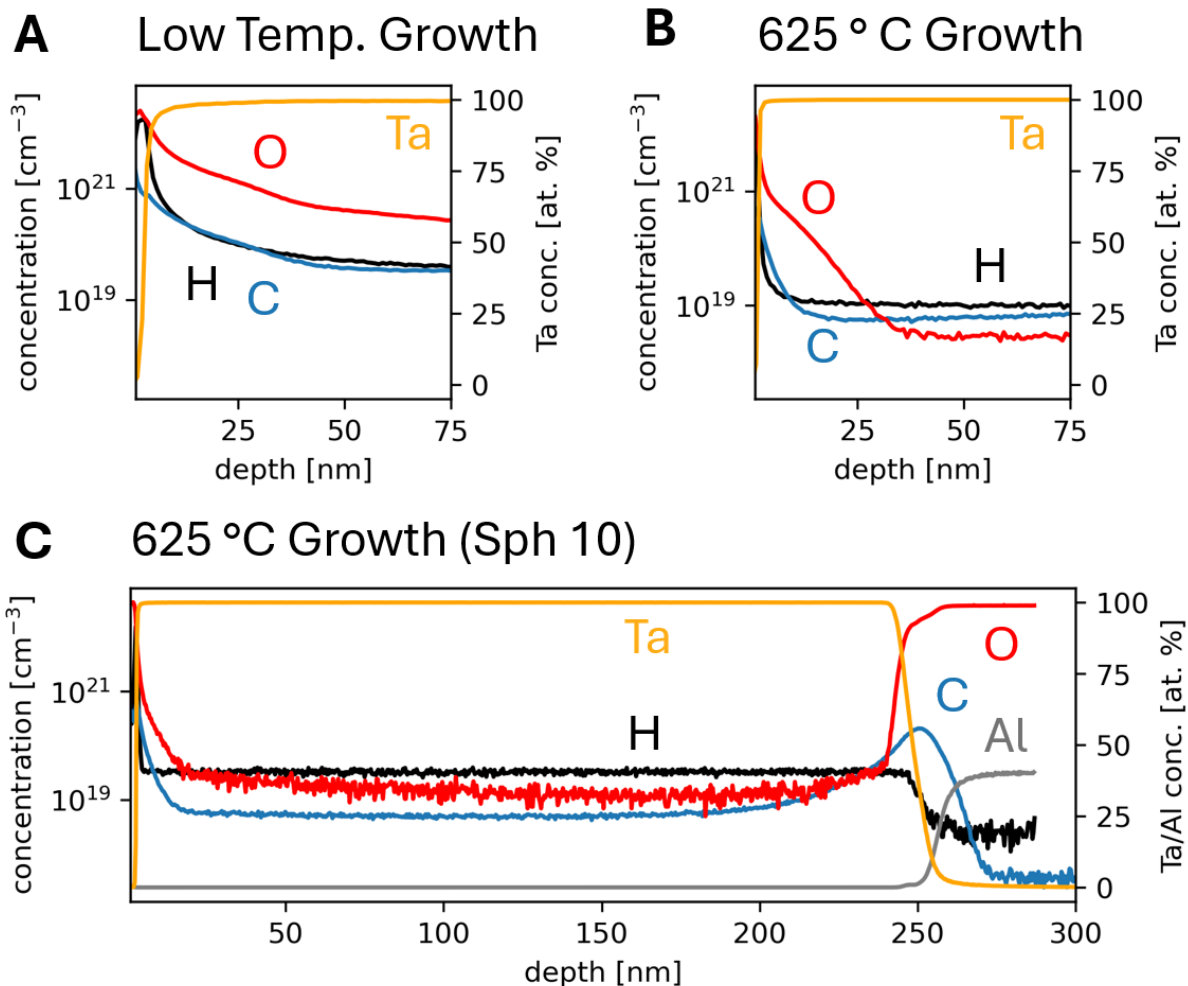 A Low Temp. Growth
concentration [cm⁻³]
10²¹
10¹⁹
O
Ta
H
C
100
75
50
25
0
Ta conc. [at. %]
25 50 75
depth [nm]
B 625 ° C Growth
concentration [cm⁻³]
10²¹
10¹⁹
O
Ta
H
C
100
75
50
25
0
Ta conc. [at. %]
25 50 75
depth [nm]
C 625 °C Growth (Sph 10)
concentration [cm⁻³]
10²¹
10¹⁹
Ta
O
C
H
Al
100
75
50
25
0
Ta/Al conc. [at. %]
50 100 150 200 250 300
depth [nm]